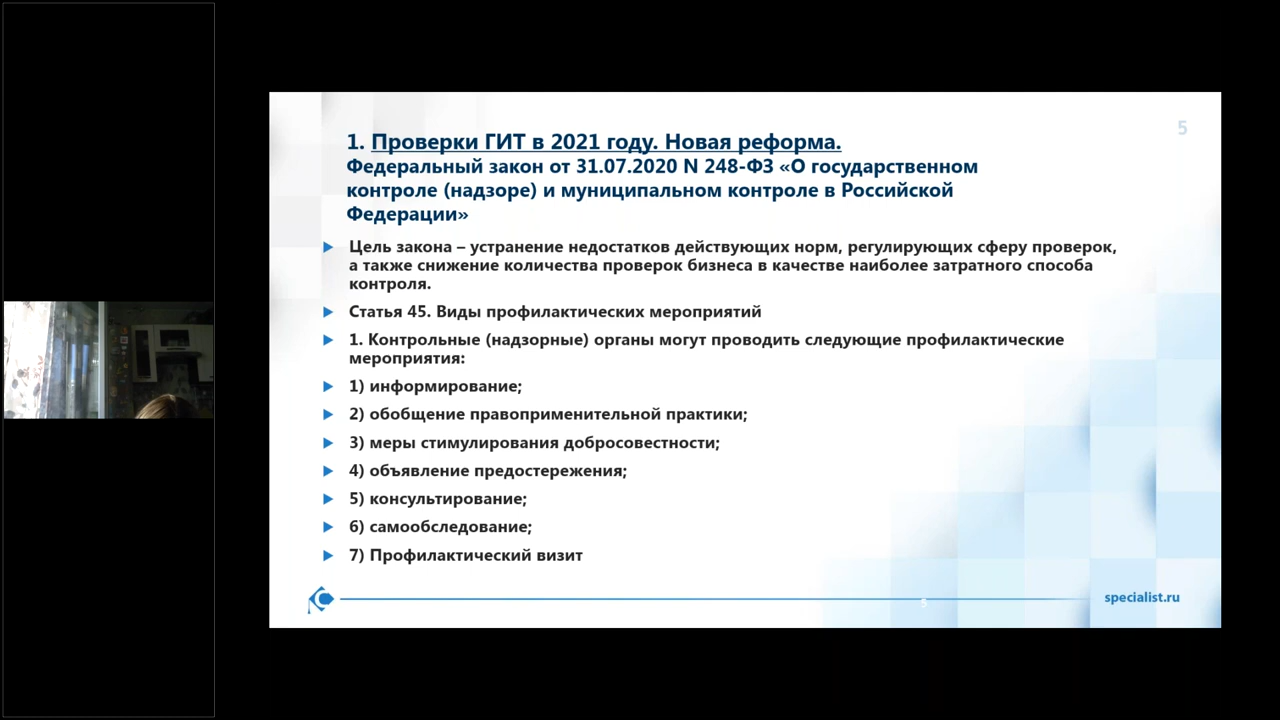 5
1. Проверки ГИТ в 2021 году. Новая реформа.
Федеральный закон от 31.07.2020 N 248-ФЗ «О государственном
контроле (надзоре) и муниципальном контроле в Российской
Федерации»
Цель закона – устранение недостатков действующих норм, регулирующих сферу проверок,
а также снижение количества проверок бизнеса в качестве наиболее затратного способа
контроля.
Статья 45. Виды профилактических мероприятий
1. Контрольные (надзорные) органы могут проводить следующие профилактические
мероприятия:
1) информирование;
2) обобщение правоприменительной практики;
3) меры стимулирования добросовестности;
4) объявление предостережения;
5) консультирование;
6) самообследование;
7) Профилактический визит
5
specialist.ru